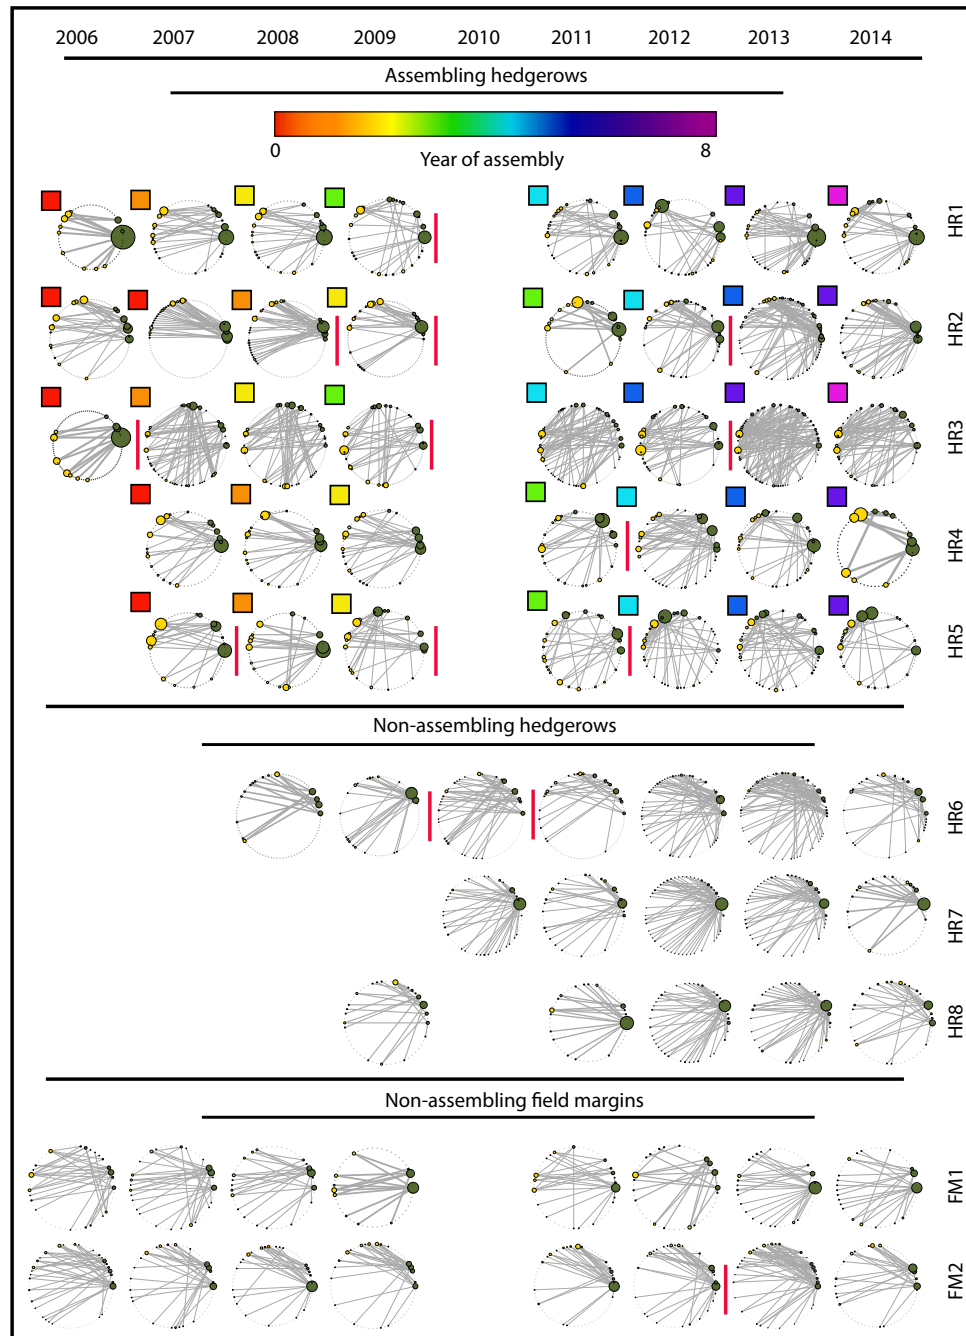 2006 2007 2008 2009 2010 2011 2012 2013 2014
Assembling hedgerows
0 8
Year of assembly
HR1
HR2
HR3
HR4
HR5
Non-assembling hedgerows
HR6
HR7
HR8
Non-assembling field margins
FM1
FM2